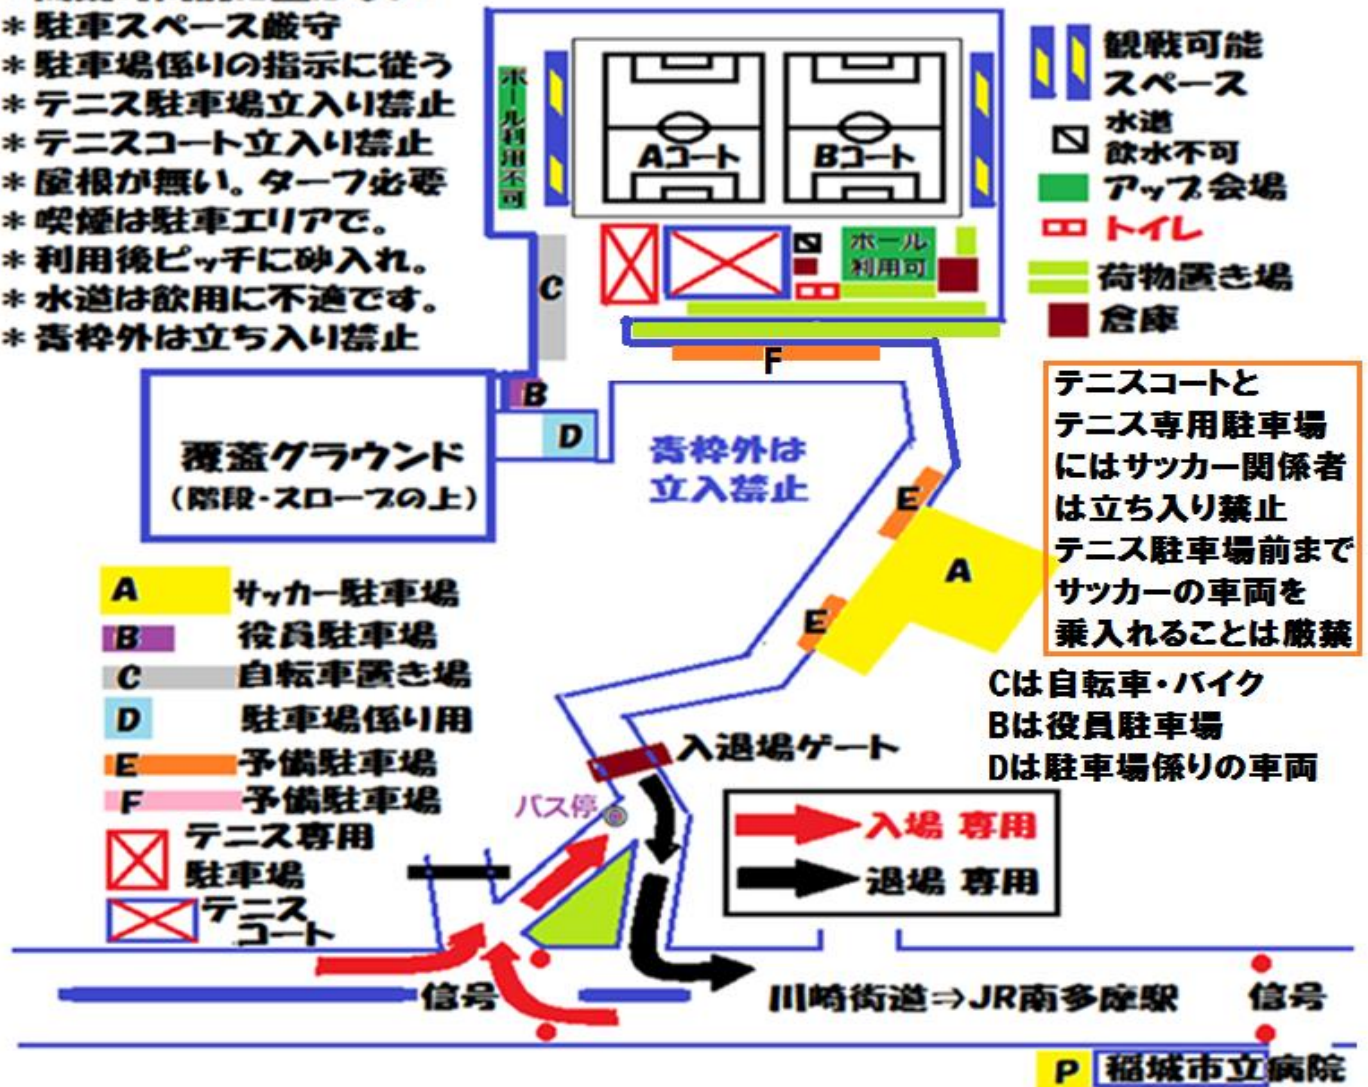 ＊駐車スペース厳守
＊駐車場係りの指示に従う
＊テニス駐車場立入り禁止
＊テニスコート立入り禁止
＊屋根が無い。ターフ必要
＊喫煙は駐車エリアで。
＊利用後ピッチに砂入れ。
＊水道は飲用に不適です。
＊青枠外は立ち入り禁止
ボール利用不可
Aコート
Bコート
観戦可能
スペース
水道
飲水不可
アップ会場
トイレ
荷物置き場
倉庫
ボール
利用可
C
F
B
D
覆蓋グラウンド
（階段・スロープの上）
青枠外は
立入禁止
E
A
E
テニスコートと
テニス専用駐車場
にはサッカー関係者
は立ち入り禁止
テニス駐車場前まで
サッカーの車両を
乗入れることは厳禁
Cは自転車・バイク
Bは役員駐車場
Dは駐車場係りの車両
A サッカー駐車場
B 役員駐車場
C 自転車置き場
D 駐車場係り用
E 予備駐車場
F 予備駐車場
テニス専用
駐車場
テニス
コート
入退場ゲート
バス停
入場 専用
退場 専用
信号
川崎街道⇒JR南多摩駅
信号
P 稲城市立病院